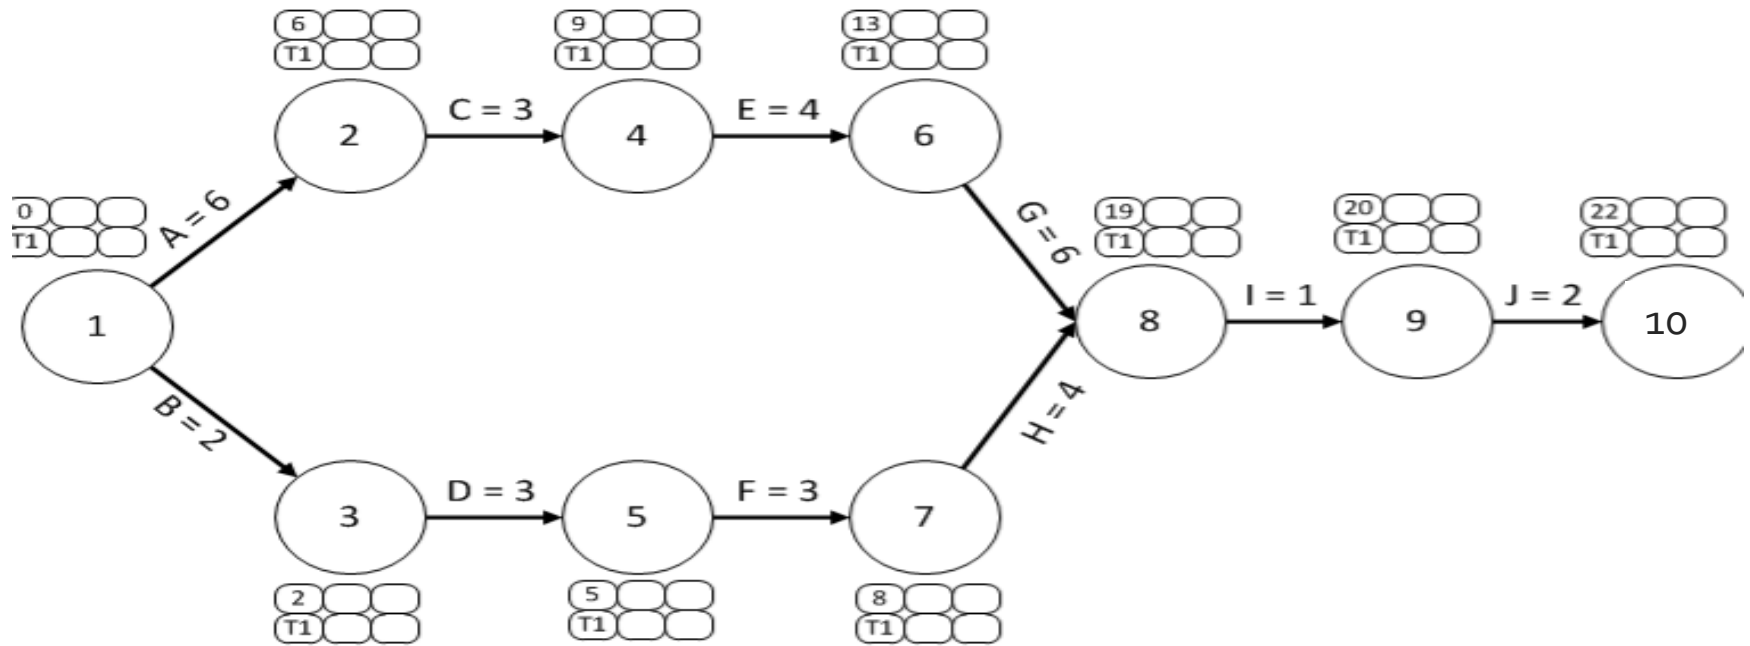 6
T1
9
T1
13
T1
C = 3
E = 4
2
4
6
A = 6
0
T1
G = 6
19
T1
20
T1
22
T1
1
8
I = 1
9
J = 2
10
B = 2
H = 4
D = 3
F = 3
3
5
7
2
T1
5
T1
8
T1